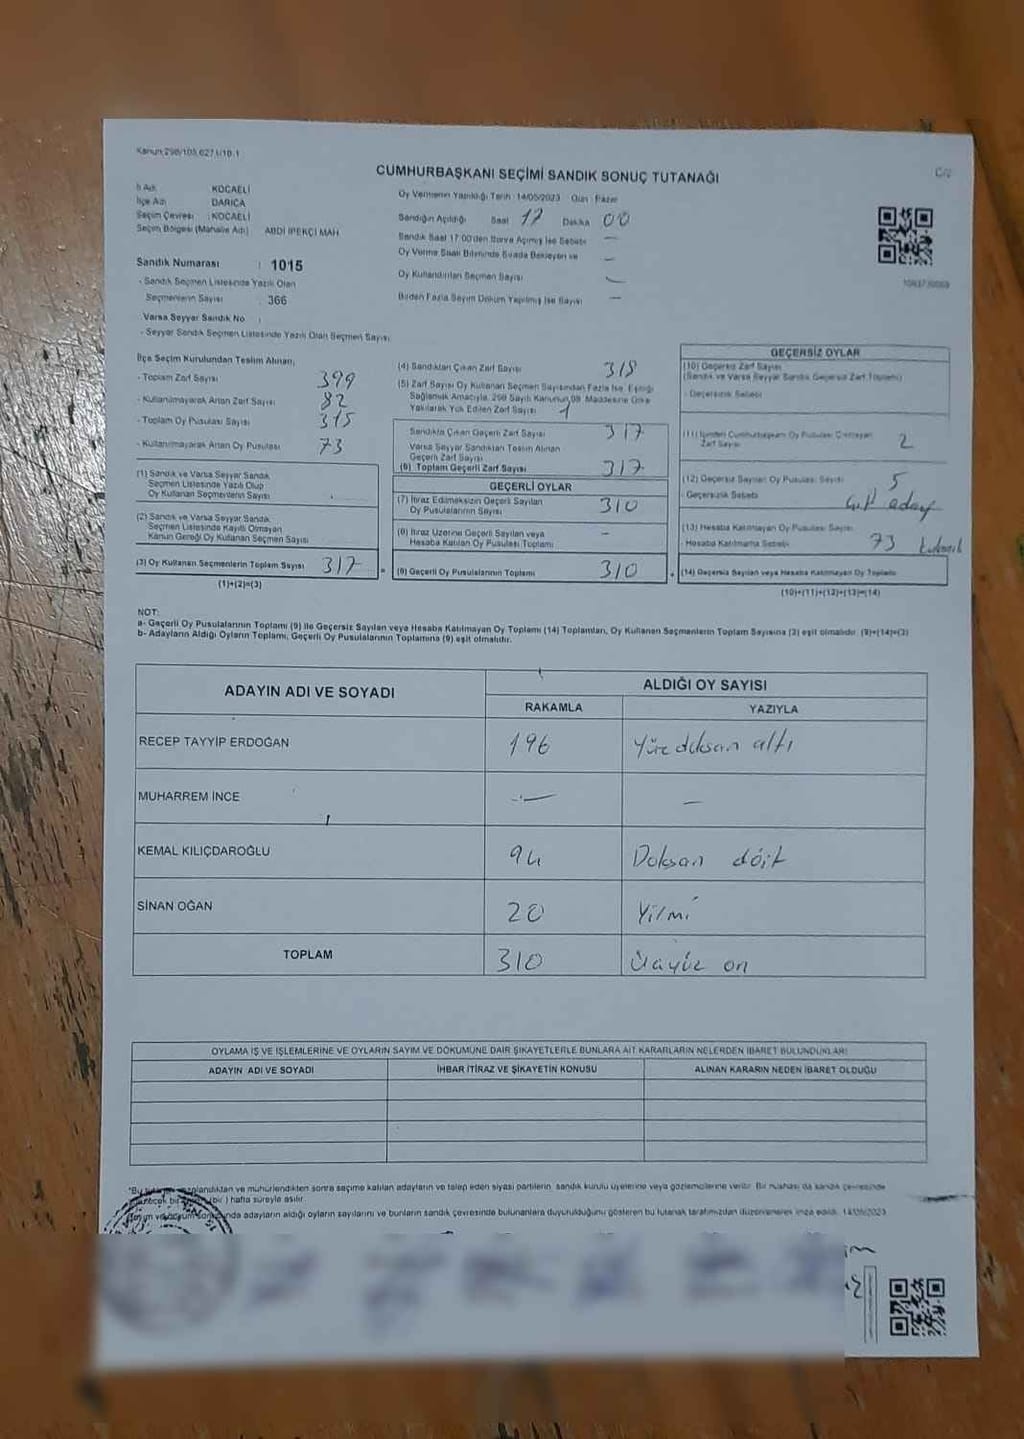 Kanun 298/105,6271/10.1
CUMHURBAŞKANI SEÇİMİ SANDIK SONUÇ TUTANAĞI
İl Adı KOCAELİ
İlçe Adı DARICA
Seçim Çevresi : KOCAELİ
Seçim Bölgesi (Mahalle Adı) ABDİ İPEKÇİ MAH
Oy Vermenin Yapıldığı Tarih : 14/05/2023 Gün : Pazar
Sandığın Açıldığı Saat 17 Dakika 00
Sandık Saat 17:00'den Sonra Açılmış İse Sebebi —
Oy Verme Saati Bitiminde Sırada Bekleyen ve —
Oy Kullandırılan Seçmen Sayısı —
Birden Fazla Sayım Döküm Yapılmış İse Sayısı —
Sandık Numarası : 1015
- Sandık Seçmen Listesinde Yazılı Olan
Seçmenlerin Sayısı : 366
Varsa Seyyar Sandık No :
- Seyyar Sandık Seçmen Listesinde Yazılı Olan Seçmen Sayısı
İlçe Seçim Kurulundan Teslim Alınan;
- Toplam Zarf Sayısı 399
- Kullanılmayarak Artan Zarf Sayısı 82
- Toplam Oy Pusulası Sayısı
- Kullanılmayarak Artan Oy Pusulası 73
(1) Sandık ve Varsa Seyyar Sandık
Seçmen Listesinde Yazılı Olup
Oy Kullanan Seçmenlerin Sayısı
(2) Sandık ve Varsa Seyyar Sandık
Seçmen Listesinde Kayıtlı Olmayan
Kanun Gereği Oy Kullanan Seçmen Sayısı
(3) Oy Kullanan Seçmenlerin Toplam Sayısı 317
(1)+(2)=(3)
(4) Sandıktan Çıkan Zarf Sayısı 318
(5) Zarf Sayısı Oy Kullanan Seçmen Sayısından Fazla İse, Eşitliği
Sağlamak Amacıyla, 298 Sayılı Kanunun 98. Maddesine Göre
Yakılarak Yok Edilen Zarf Sayısı 1
Sandıkta Çıkan Geçerli Zarf Sayısı 317
Varsa Seyyar Sandıktan Teslim Alınan
Geçerli Zarf Sayısı
(6) Toplam Geçerli Zarf Sayısı 317
GEÇERLİ OYLAR
(7) İtiraz Edilmeksizin Geçerli Sayılan
Oy Pusulalarının Sayısı 310
(8) İtiraz Üzerine Geçerli Sayılan veya
Hesaba Katılan Oy Pusulası Toplamı —
(9) Geçerli Oy Pusulalarının Toplamı 310
GEÇERSİZ OYLAR
(10) Geçersiz Zarf Sayısı
(Sandık ve Varsa Seyyar Sandık Geçersiz Zarf Toplamı)
- Geçersizlik Sebebi
(11) İçinden Cumhurbaşkanı Oy Pusulası Çıkmayan
Zarf Sayısı 2
(12) Geçersiz Sayılan Oy Pusulası Sayısı 5
- Geçersizlik Sebebi aday
(13) Hesaba Katılmayan Oy Pusulası Sayısı
- Hesaba Katılmama Sebebi 73
(14) Geçersiz Sayılan veya Hesaba Katılmayan Oy Toplamı
(10)+(11)+(12)+(13)=(14)
NOT:
a- Geçerli Oy Pusulalarının Toplamı (9) ile Geçersiz Sayılan veya Hesaba Katılmayan Oy Toplamı (14) Toplamları, Oy Kullanan Seçmenlerin Toplam Sayısına (3) eşit olmalıdır. (9)+(14)=(3)
b- Adayların Aldığı Oyların Toplamı, Geçerli Oy Pusulalarının Toplamına (9) eşit olmalıdır.
ADAYIN ADI VE SOYADI ALDIĞI OY SAYISI
RAKAMLA YAZIYLA
RECEP TAYYİP ERDOĞAN 196 Yüz doksan altı
MUHARREM İNCE — —
KEMAL KILIÇDAROĞLU 94 Doksan dört
SİNAN OĞAN 20 Yirmi
TOPLAM 310 Üçyüz on
OYLAMA İŞ VE İŞLEMLERİNE VE OYLARIN SAYIM VE DÖKÜMÜNE DAİR ŞİKAYETLERLE BUNLARA AİT KARARLARIN NELERDEN İBARET BULUNDUKLARI
ADAYIN ADI VE SOYADI İHBAR İTİRAZ VE ŞİKAYETİN KONUSU ALINAN KARARIN NEDEN İBARET OLDUĞU
mühürlendikten sonra seçime katılan adayların ve talep eden siyasi partilerin sandık kurulu üyelerine veya gözlemcilerine verilir. Bir nüshası da sandık çevresinde
(bir) hafta süreyle asılır.
adayların aldığı oyların sayılarını ve bunların sandık çevresinde bulunanlara duyurulduğunu gösteren bu tutanak tarafımızdan düzenlenerek imza edildi. 14/05/2023